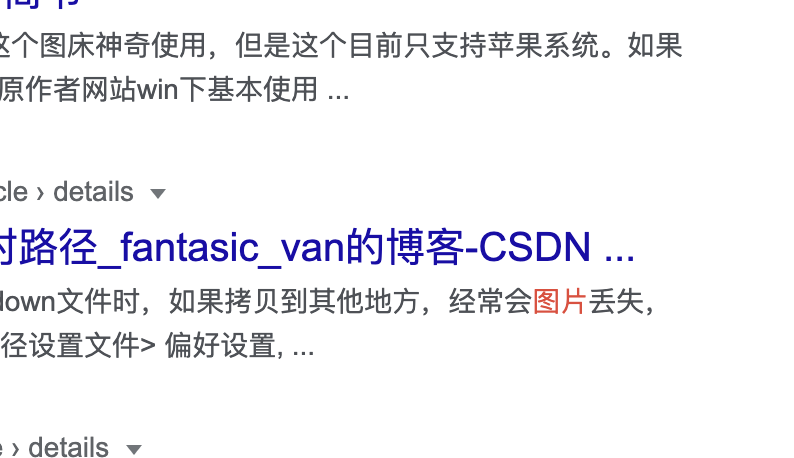 这个图床神奇使用，但是这个目前只支持苹果系统。如果
原作者网站win下基本使用 ...
cle › details
路径_fantasic_van的博客-CSDN ...
down文件时，如果拷贝到其他地方，经常会图片丢失，
径设置文件> 偏好设置, ...
› details